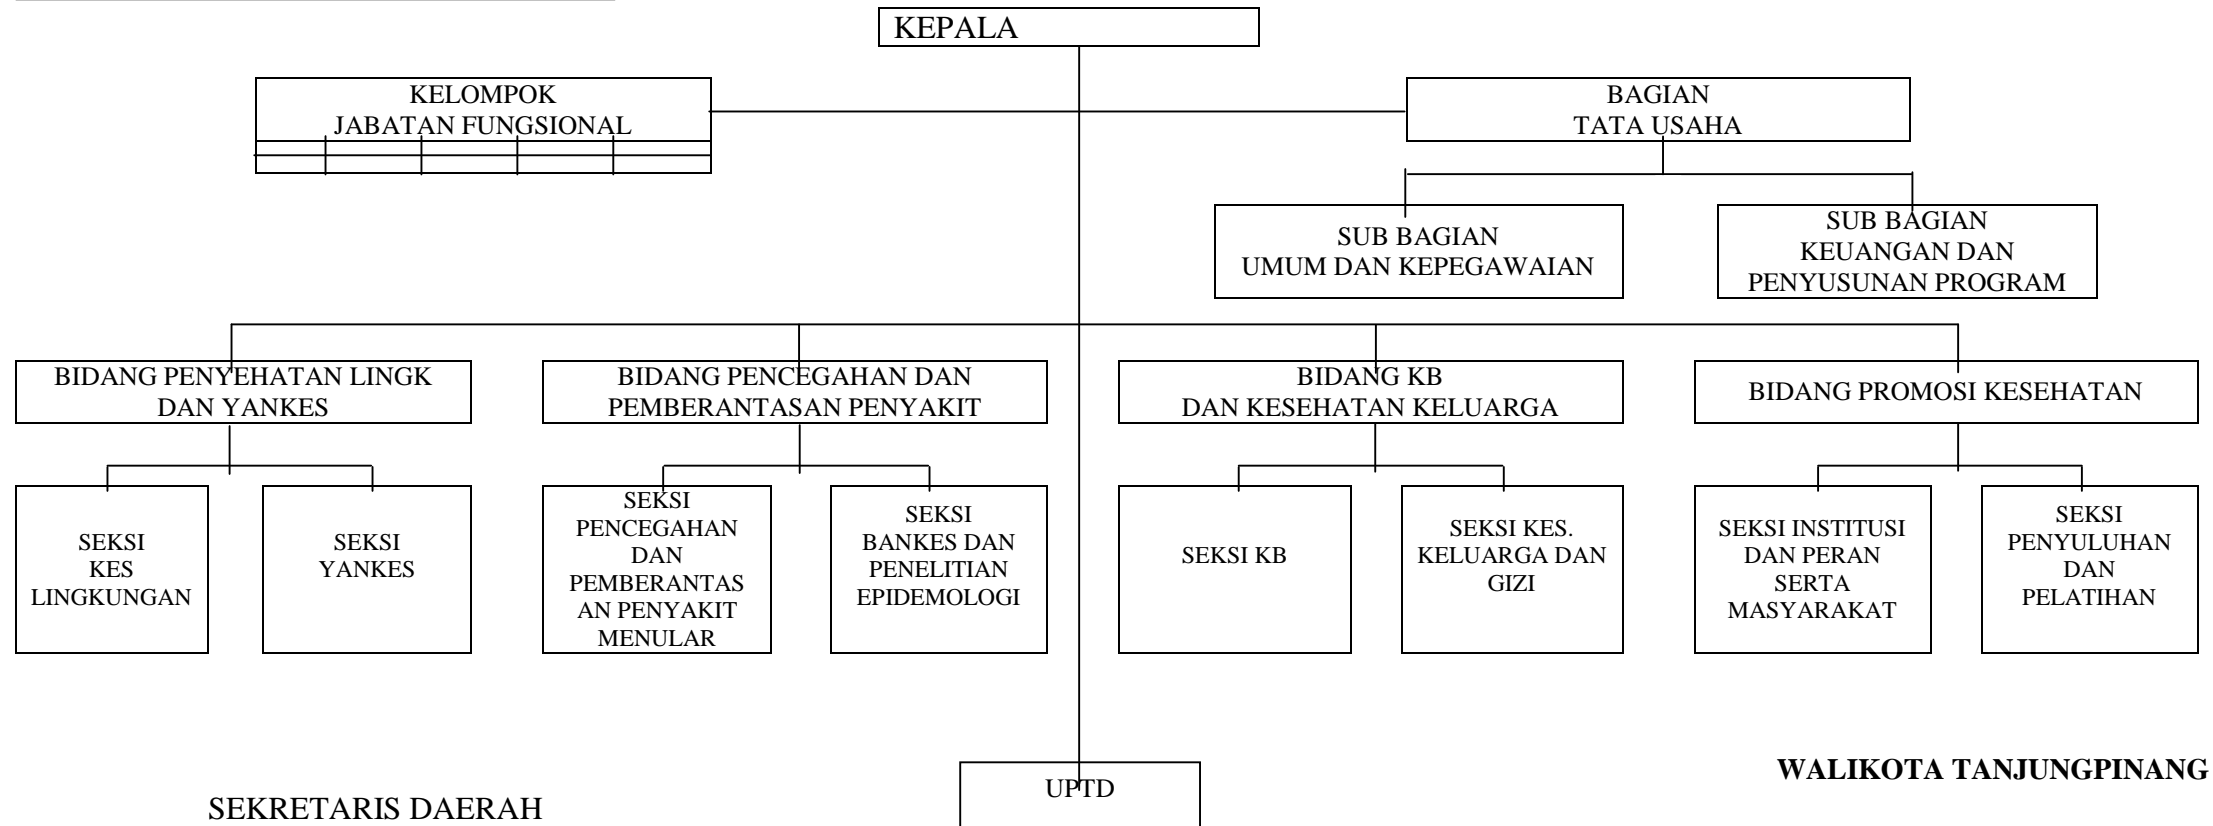 KEPALA
KELOMPOK
JABATAN FUNGSIONAL
BAGIAN
TATA USAHA
SUB BAGIAN
UMUM DAN KEPEGAWAIAN
SUB BAGIAN
KEUANGAN DAN
PENYUSUNAN PROGRAM
BIDANG PENYEHATAN LINGK
DAN YANKES
BIDANG PENCEGAHAN DAN
PEMBERANTASAN PENYAKIT
BIDANG KB
DAN KESEHATAN KELUARGA
BIDANG PROMOSI KESEHATAN
SEKSI
KES
LINGKUNGAN
SEKSI
YANKES
SEKSI
PENCEGAHAN
DAN
PEMBERANTAS
AN PENYAKIT
MENULAR
SEKSI
BANKES DAN
PENELITIAN
EPIDEMOLOGI
SEKSI KB
SEKSI KES.
KELUARGA DAN
GIZI
SEKSI INSTITUSI
DAN PERAN
SERTA
MASYARAKAT
SEKSI
PENYULUHAN
DAN
PELATIHAN
UPTD
WALIKOTA TANJUNGPINANG
SEKRETARIS DAERAH